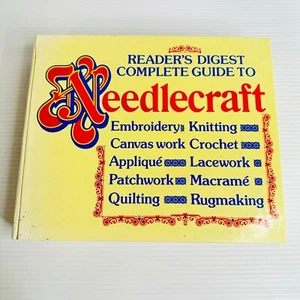 READER'S DIGEST
COMPLETE GUIDE TO
Needlecraft
Embroidery Knitting
Canvas work Crochet
Appliqué Lacework
Patchwork Macramé
Quilting Rugmaking